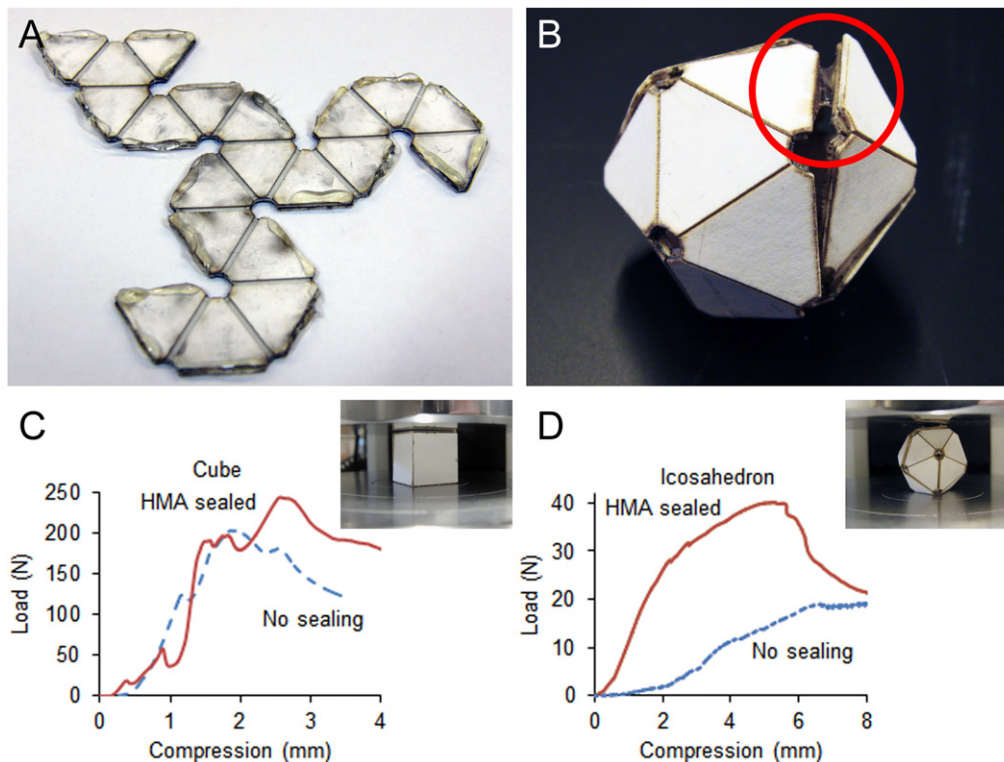 A
B
C
Cube
HMA sealed
No sealing
Load (N)
250
200
150
100
50
0
0 1 2 3 4
Compression (mm)
D
Icosahedron
HMA sealed
No sealing
Load (N)
40
30
20
10
0
0 2 4 6 8
Compression (mm)